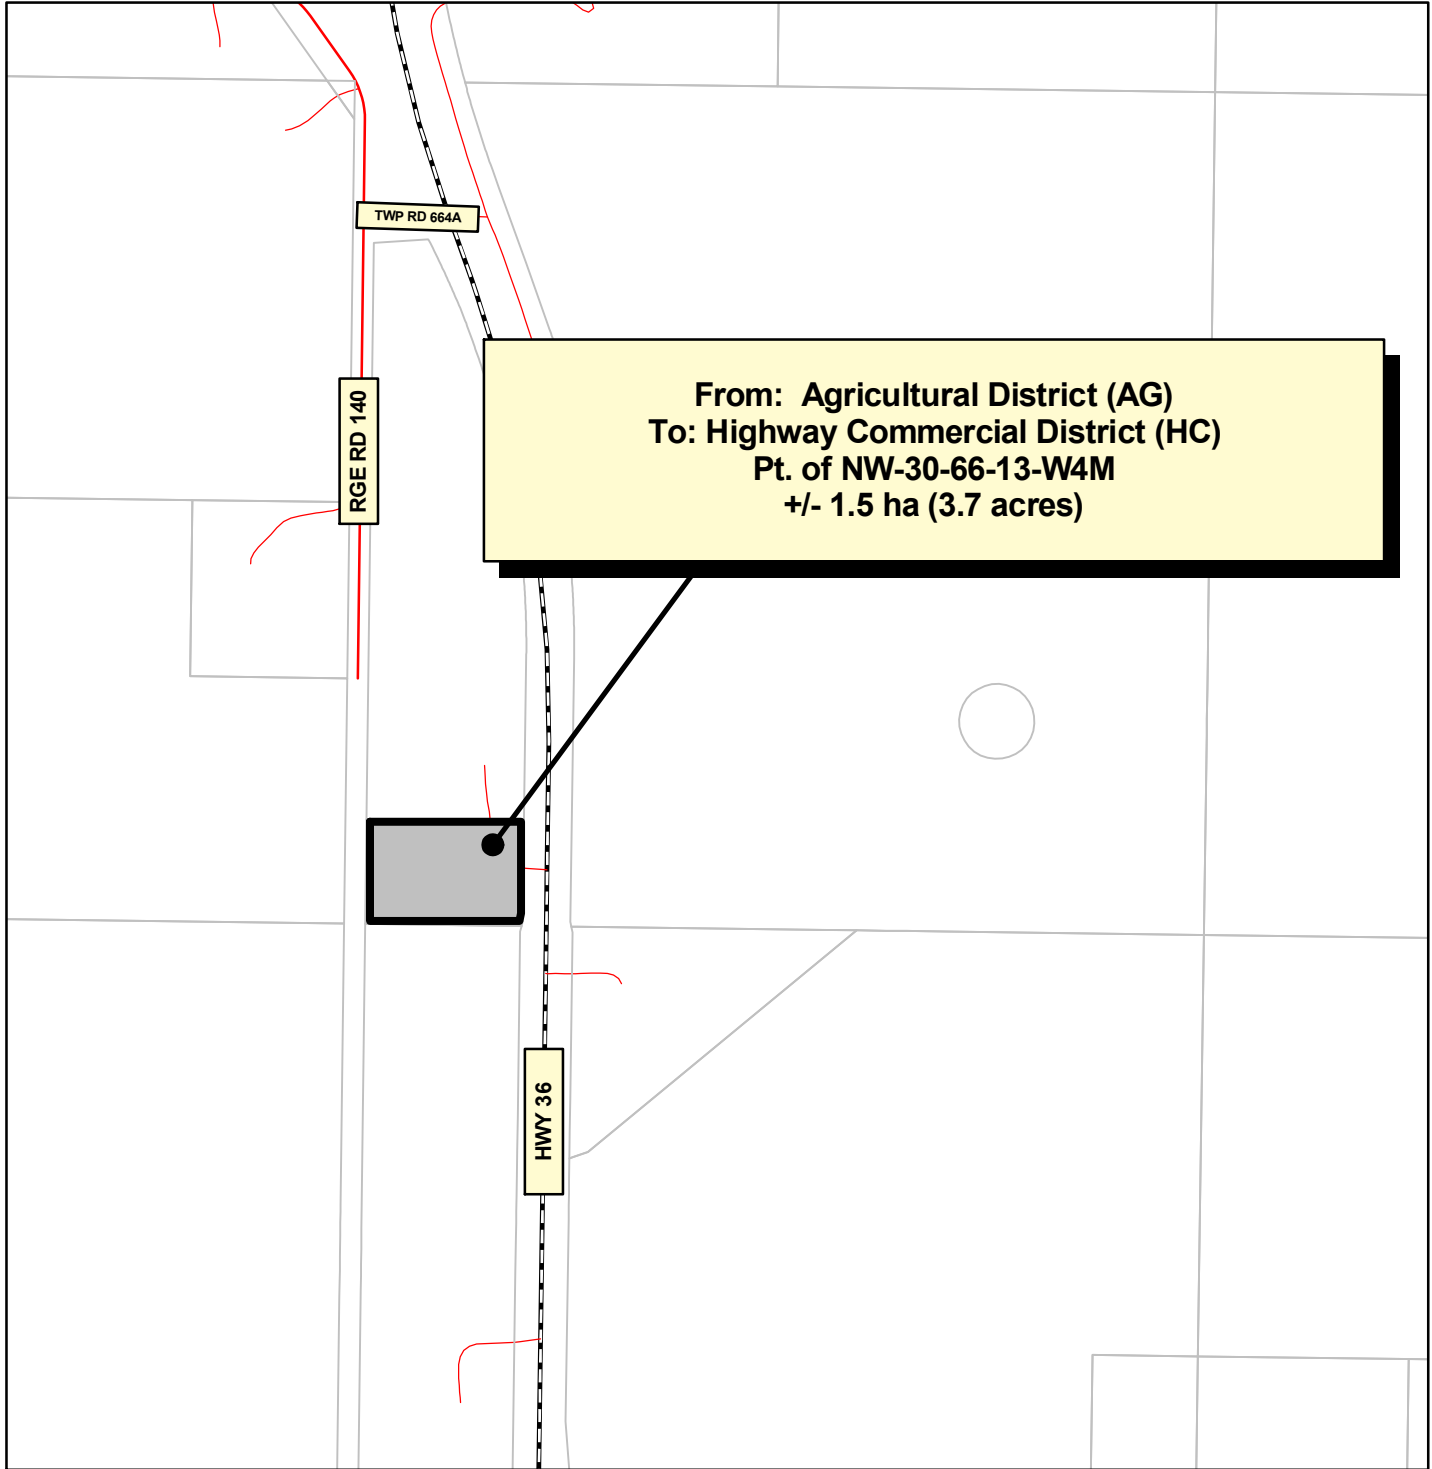 TWP RD 664A
RGE RD 140
From: Agricultural District (AG)
To: Highway Commercial District (HC)
Pt. of NW-30-66-13-W4M
+/- 1.5 ha (3.7 acres)
HWY 36